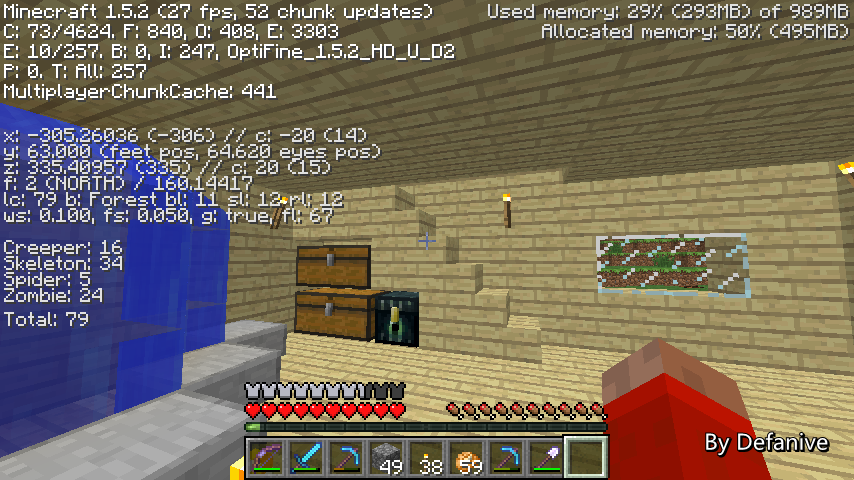 Minecraft 1.5.2 (27 fps, 52 chunk updates)
C: 73/4624. F: 840, O: 408, E: 3303
E: 10/257. B: 0, I: 247, OptiFine_1.5.2_HD_U_D2
P: 0. T: All: 257
MultiplayerChunkCache: 441
Used memory: 29% (293MB) of 989MB
Allocated memory: 50% (495MB)
x: -305.26036 (-306) // c: -20 (14)
y: 63.000 (feet pos, 64.620 eyes pos)
z: 335.40957 (335) // c: 20 (15)
f: 2 (NORTH) / 160.14417
lc: 79 b: Forest bl: 11 sl: 12 rl: 12
ws: 0.100, fs: 0.050, g: true, fl: 67
Creeper: 16
Skeleton: 34
Spider: 5
Zombie: 24
Total: 79
49 38 59
By Defanive